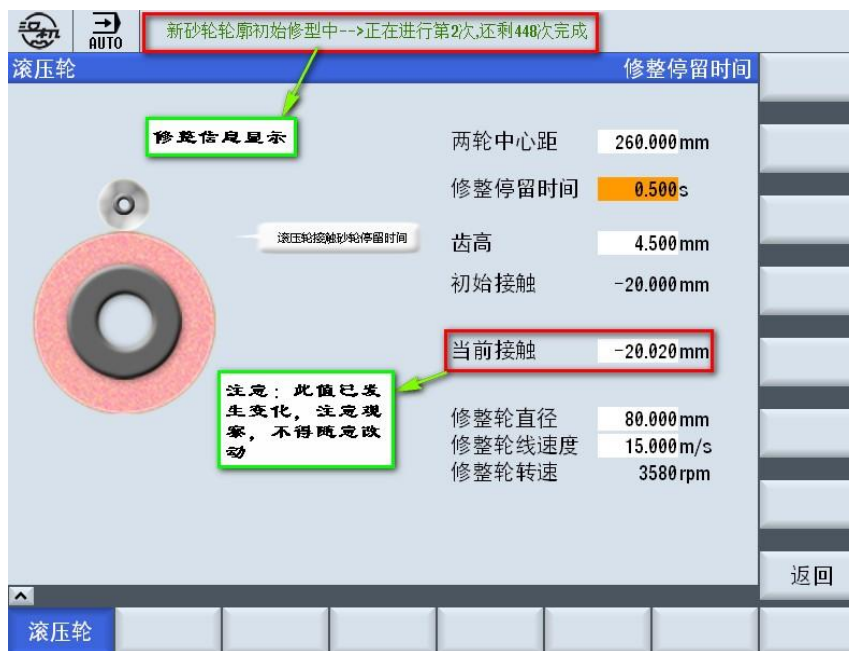 AUTO
新砂轮轮廓初始修型中-->正在进行第2次,还剩448次完成
滚压轮
修整停留时间
修整信息显示
两轮中心距 260.000mm
修整停留时间 0.500s
滚压轮接触砂轮停留时间
齿高 4.500mm
初始接触 -20.000mm
当前接触 -20.020mm
注意：此值已发
生变化，注意观
察，不得随意改
动
修整轮直径 80.000mm
修整轮线速度 15.000m/s
修整轮转速 3580rpm
返回
滚压轮